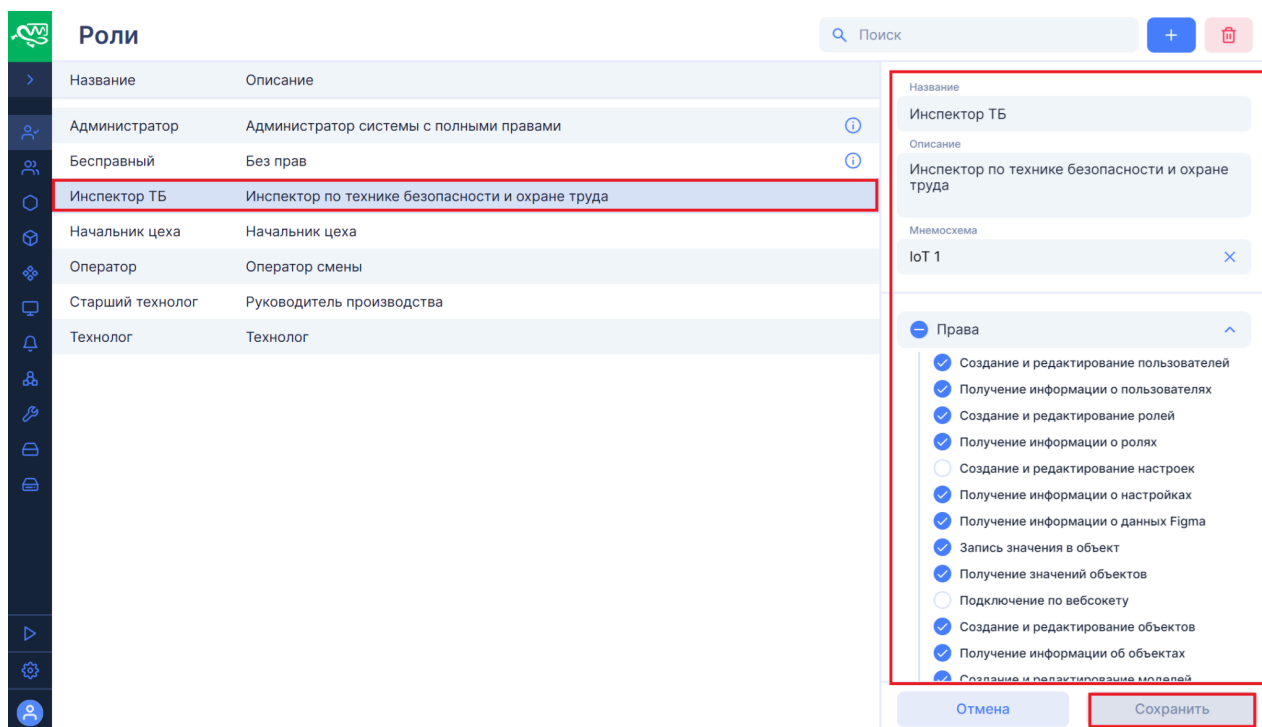 Роли
Поиск
Название Описание
Администратор Администратор системы с полными правами
Бесправный Без прав
Инспектор ТБ Инспектор по технике безопасности и охране труда
Начальник цеха Начальник цеха
Оператор Оператор смены
Старший технолог Руководитель производства
Технолог Технолог
Название
Инспектор ТБ
Описание
Инспектор по технике безопасности и охране
труда
Мнемосхема
IoT 1
Права
Создание и редактирование пользователей
Получение информации о пользователях
Создание и редактирование ролей
Получение информации о ролях
Создание и редактирование настроек
Получение информации о настройках
Получение информации о данных Figma
Запись значения в объект
Получение значений объектов
Подключение по вебсокету
Создание и редактирование объектов
Получение информации об объектах
Создание и редактирование моделей
Отмена Сохранить